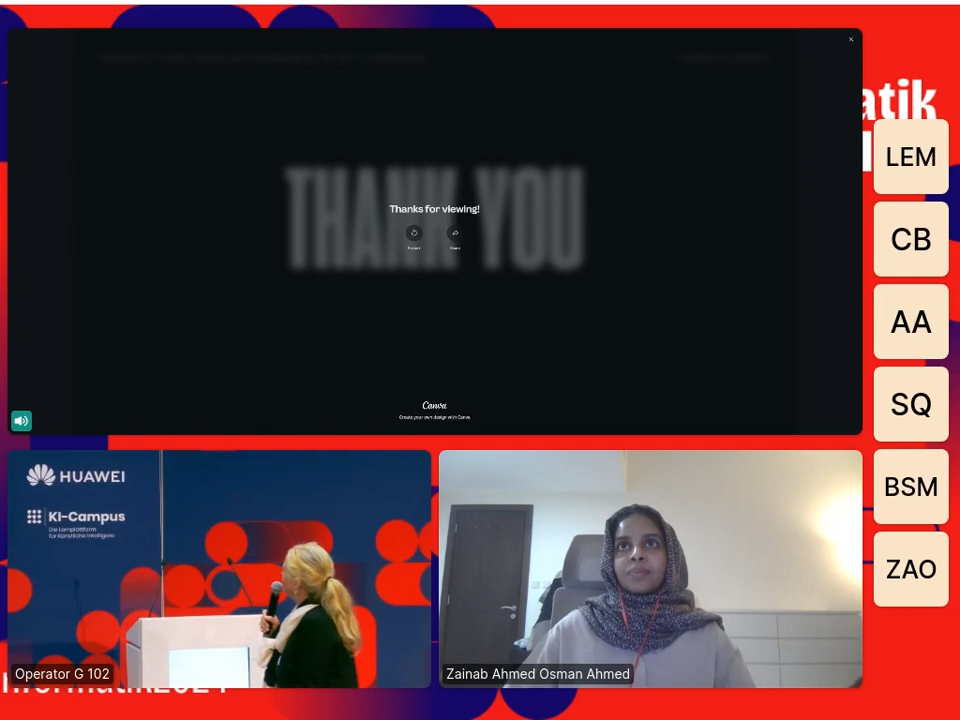 THANK YOU
Thanks for viewing!
Canva
Create your own design with Canva
atik
LEM
CB
AA
SQ
BSM
ZAO
HUAWEI
KI-Campus
Die Lernplattform
für Künstliche Intelligenz
Operator G 102
Zainab Ahmed Osman Ahmed